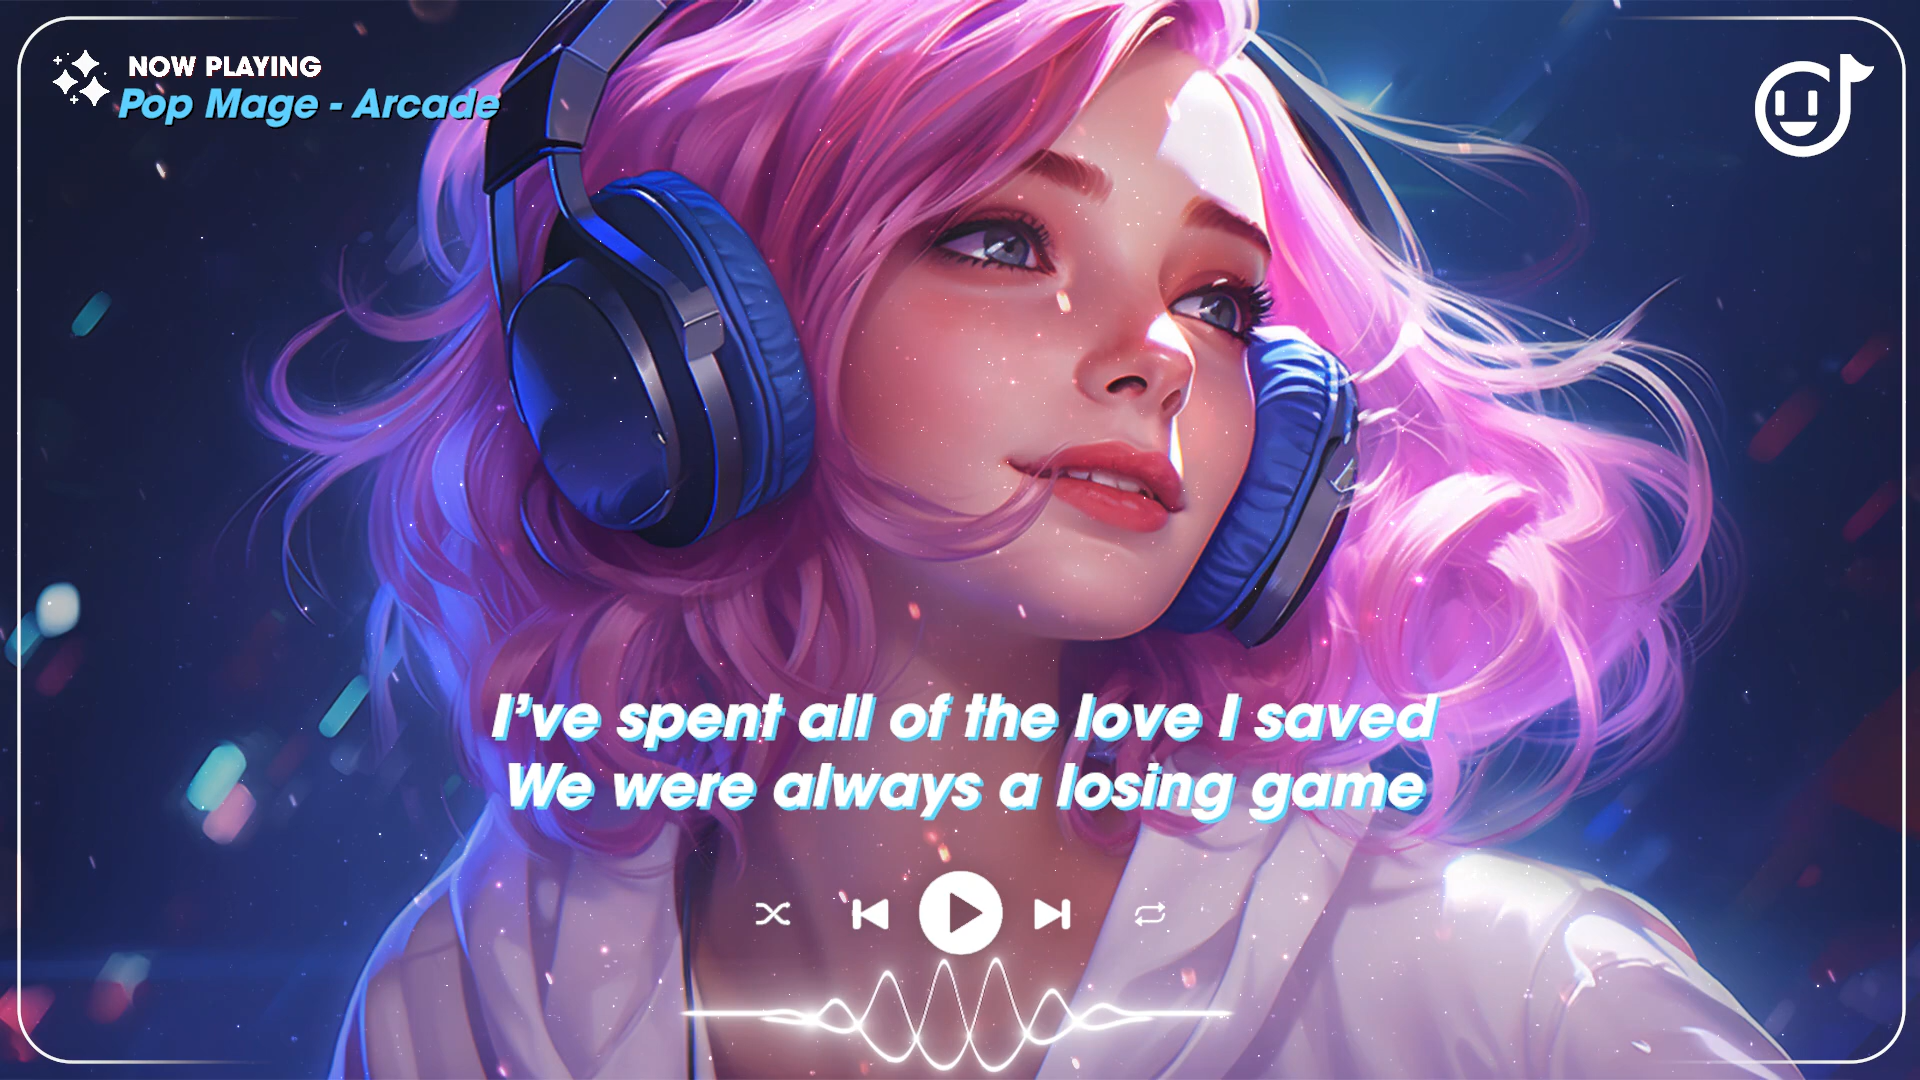 NOW PLAYING
Pop Mage - Arcade
I’ve spent all of the love I saved
We were always a losing game